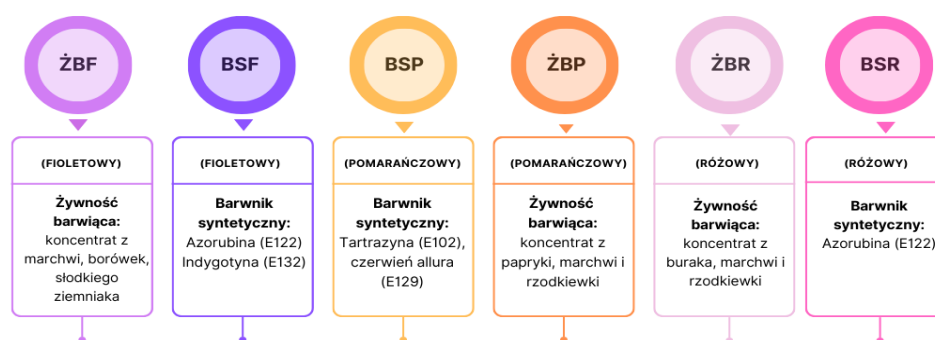 ŻBF
BSF
BSP
ŻBP
ŻBR
BSR
(FIOLETOWY)
(FIOLETOWY)
(POMARAŃCZOWY)
(POMARAŃCZOWY)
(RÓŻOWY)
(RÓŻOWY)
Żywność
barwiąca:
koncentrat z
marchwi, borówek,
słodkiego
ziemniaka
Barwnik
syntetyczny:
Azorubina (E122)
Indygotyna (E132)
Barwnik
syntetyczny:
Tartrazyna (E102),
czerwień allura
(E129)
Żywność
barwiąca:
koncentrat z
papryki, marchwi i
rzodkiewki
Żywność
barwiąca:
koncentrat z
buraka, marchwi i
rzodkiewki
Barwnik
syntetyczny:
Azorubina (E122)